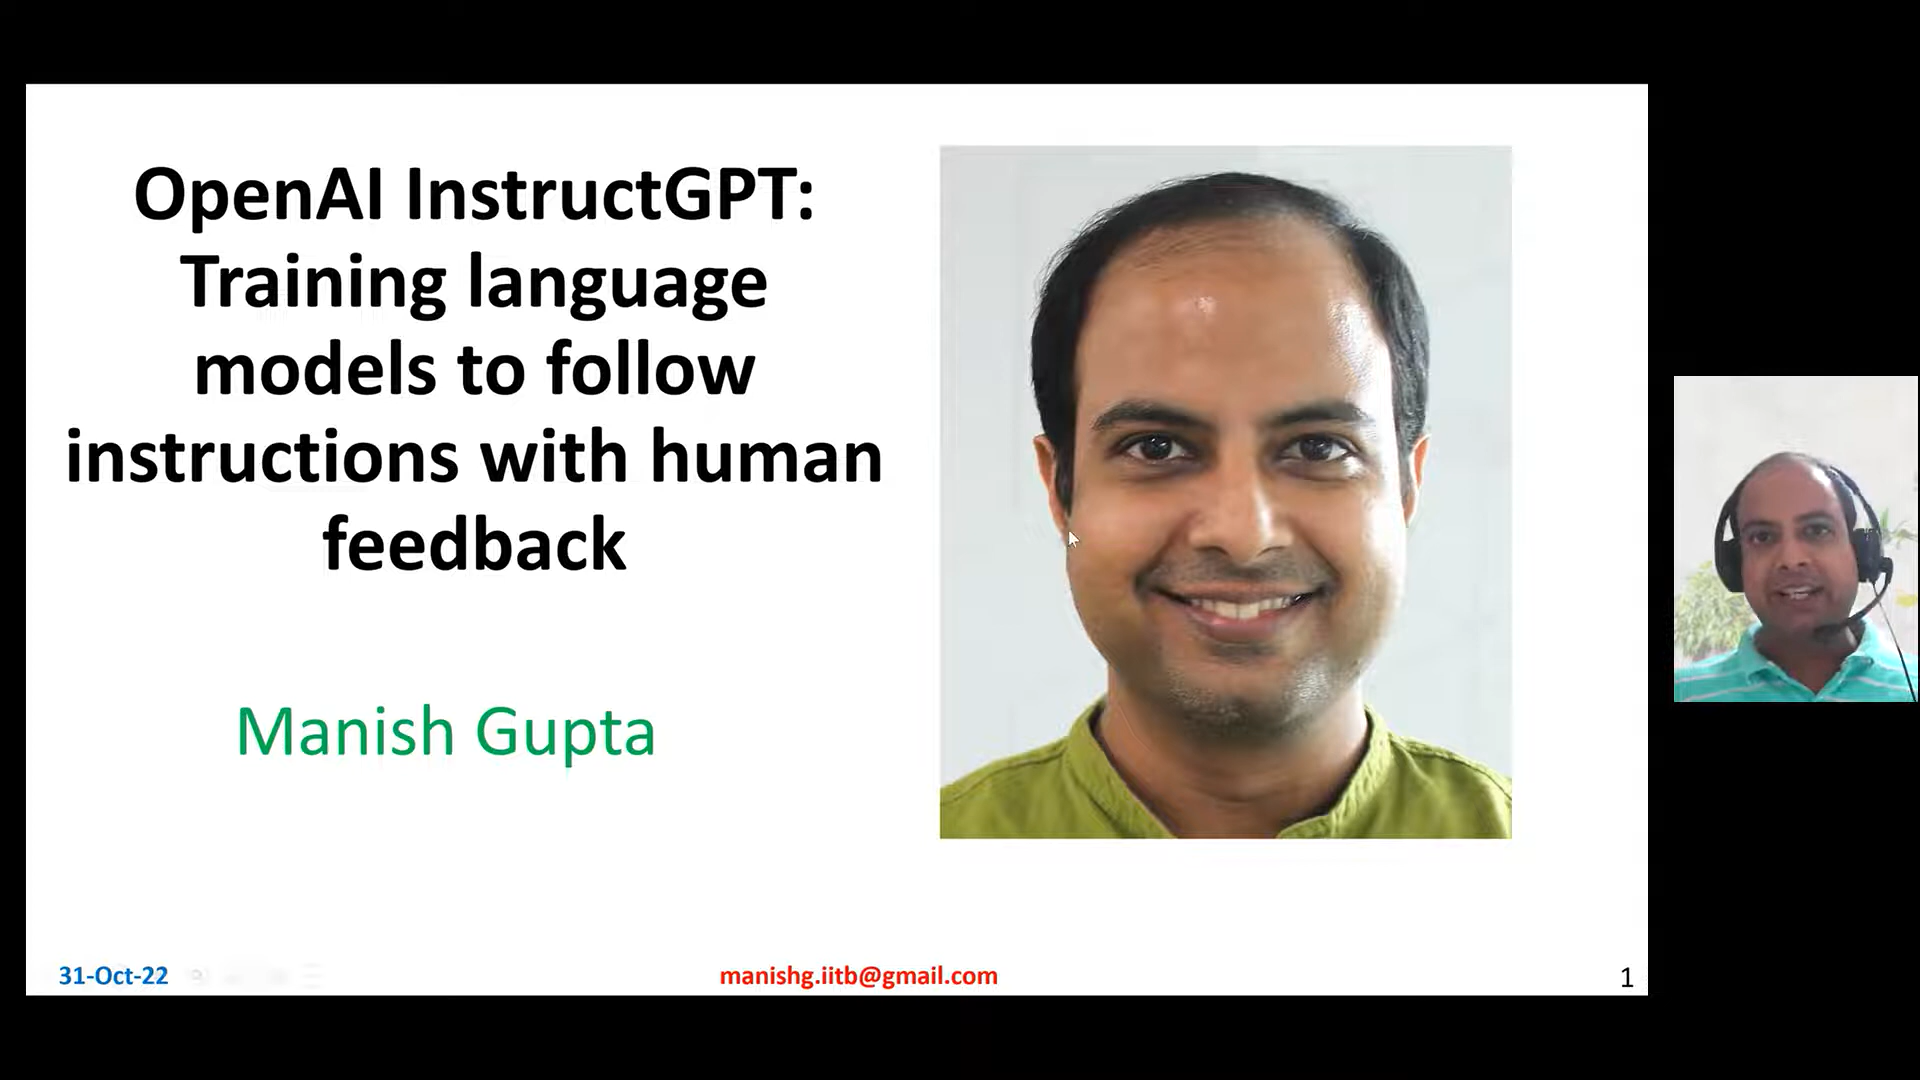 OpenAI InstructGPT:
Training language
models to follow
instructions with human
feedback
Manish Gupta
31-Oct-22
manishg.iitb@gmail.com
1